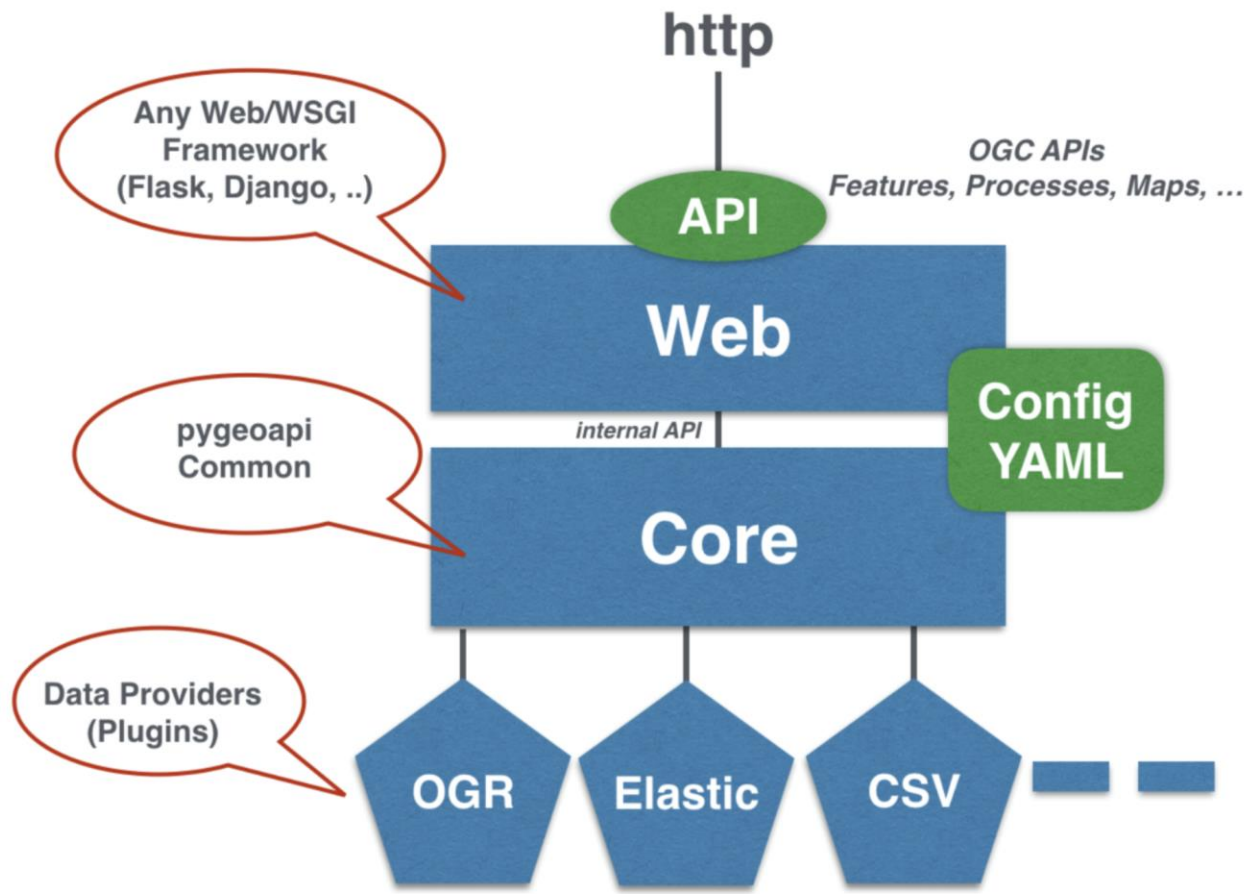 http
Any Web/WSGI
Framework
(Flask, Django, ..)
OGC APIs
Features, Processes, Maps, …
API
Web
Config
YAML
pygeoapi
Common
internal API
Core
Data Providers
(Plugins)
OGR
Elastic
CSV